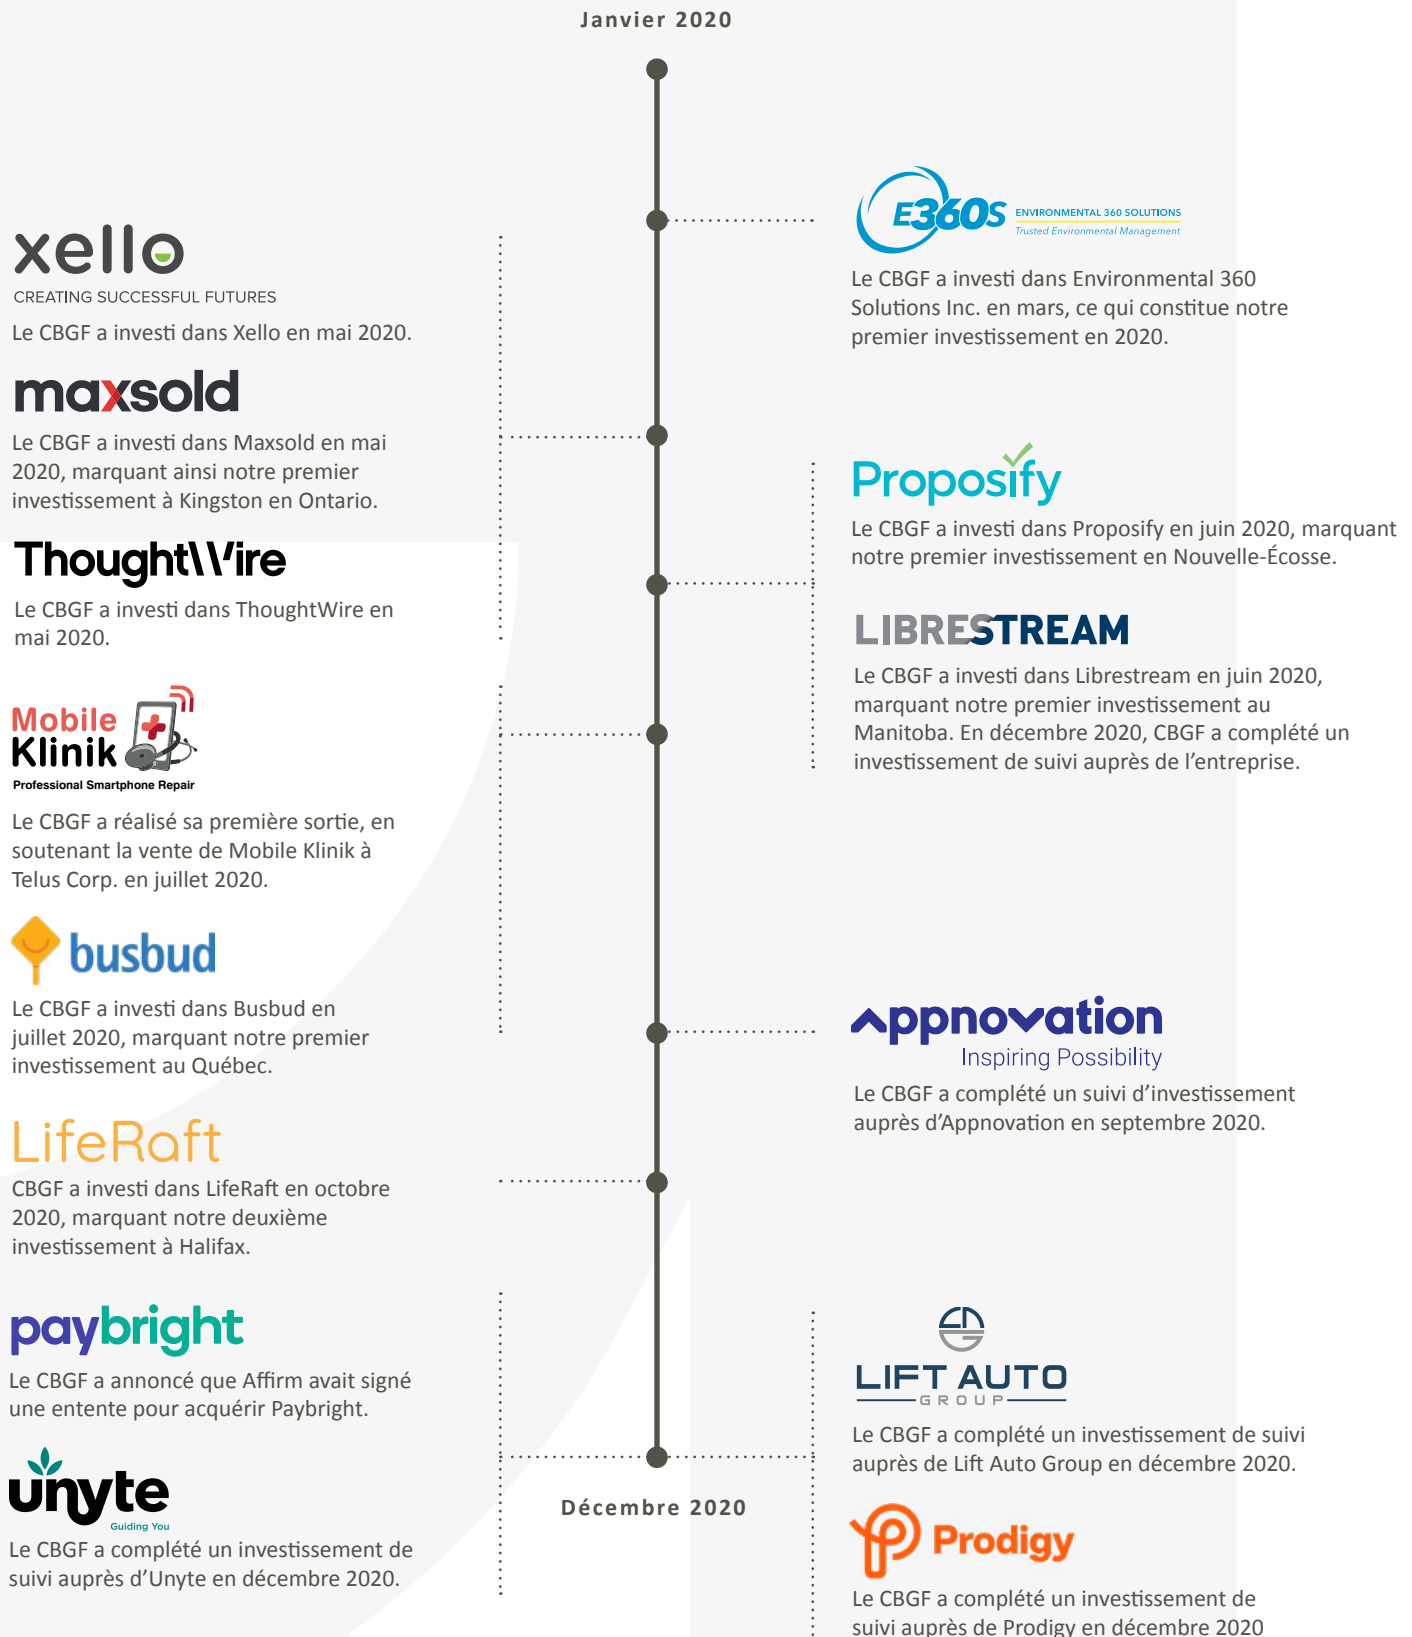 Janvier 2020
xello
CREATING SUCCESSFUL FUTURES
Le CBGF a investi dans Xello en mai 2020.
maxsold
Le CBGF a investi dans Maxsold en mai
2020, marquant ainsi notre premier
investissement à Kingston en Ontario.
ThoughtWire
Le CBGF a investi dans ThoughtWire en
mai 2020.
Mobile
Klinik
Professional Smartphone Repair
Le CBGF a réalisé sa première sortie, en
soutenant la vente de Mobile Klinik à
Telus Corp. en juillet 2020.
busbud
Le CBGF a investi dans Busbud en
juillet 2020, marquant notre premier
investissement au Québec.
LifeRaft
CBGF a investi dans LifeRaft en octobre
2020, marquant notre deuxième
investissement à Halifax.
paybright
Le CBGF a annoncé que Affirm avait signé
une entente pour acquérir Paybright.
unyte
Guiding You
Le CBGF a complété un investissement de
suivi auprès d’Unyte en décembre 2020.
E360S
ENVIRONMENTAL 360 SOLUTIONS
Trusted Environmental Management
Le CBGF a investi dans Environmental 360
Solutions Inc. en mars, ce qui constitue notre
premier investissement en 2020.
Proposify
Le CBGF a investi dans Proposify en juin 2020, marquant
notre premier investissement en Nouvelle-Écosse.
LIBRESTREAM
Le CBGF a investi dans Librestream en juin 2020,
marquant notre premier investissement au
Manitoba. En décembre 2020, CBGF a complété un
investissement de suivi auprès de l’entreprise.
Appnovation
Inspiring Possibility
Le CBGF a complété un suivi d’investissement
auprès d’Appnovation en septembre 2020.
LIFT AUTO
GROUP
Le CBGF a complété un investissement de suivi
auprès de Lift Auto Group en décembre 2020.
Prodigy
Le CBGF a complété un investissement de
suivi auprès de Prodigy en décembre 2020
Décembre 2020